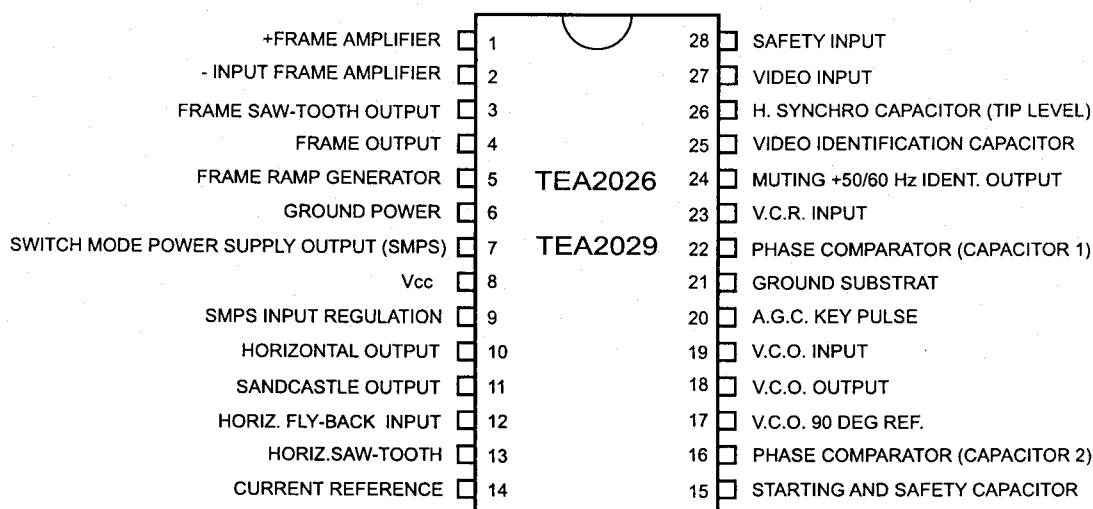 +FRAME AMPLIFIER 1 28 SAFETY INPUT
- INPUT FRAME AMPLIFIER 2 27 VIDEO INPUT
FRAME SAW-TOOTH OUTPUT 3 26 H. SYNCHRO CAPACITOR (TIP LEVEL)
FRAME OUTPUT 4 25 VIDEO IDENTIFICATION CAPACITOR
FRAME RAMP GENERATOR 5 TEA2026 24 MUTING +50/60 Hz IDENT. OUTPUT
GROUND POWER 6 23 V.C.R. INPUT
SWITCH MODE POWER SUPPLY OUTPUT (SMPS) 7 TEA2029 22 PHASE COMPARATOR (CAPACITOR 1)
Vcc 8 21 GROUND SUBSTRAT
SMPS INPUT REGULATION 9 20 A.G.C. KEY PULSE
HORIZONTAL OUTPUT 10 19 V.C.O. INPUT
SANDCASTLE OUTPUT 11 18 V.C.O. OUTPUT
HORIZ. FLY-BACK INPUT 12 17 V.C.O. 90 DEG REF.
HORIZ.SAW-TOOTH 13 16 PHASE COMPARATOR (CAPACITOR 2)
CURRENT REFERENCE 14 15 STARTING AND SAFETY CAPACITOR